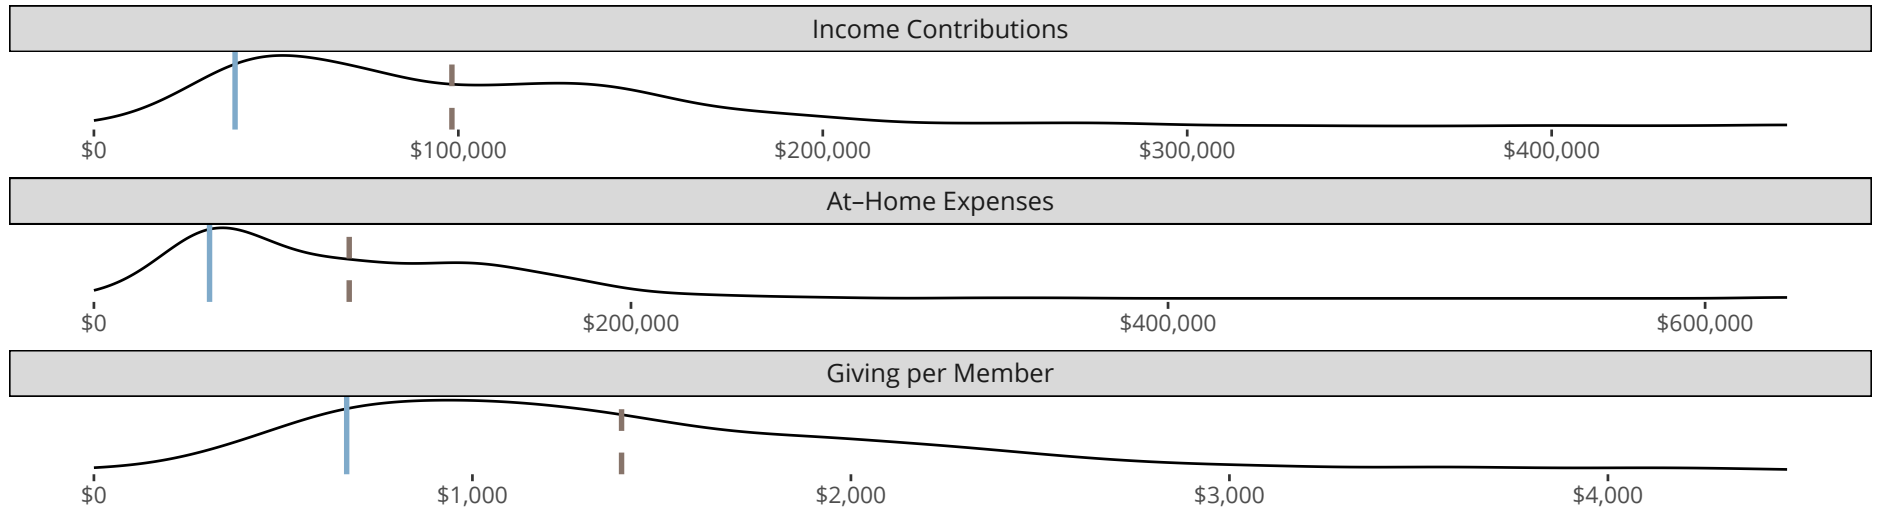 Income Contributions
$0 $100,000 $200,000 $300,000 $400,000
At–Home Expenses
$0 $200,000 $400,000 $600,000
Giving per Member
$0 $1,000 $2,000 $3,000 $4,000